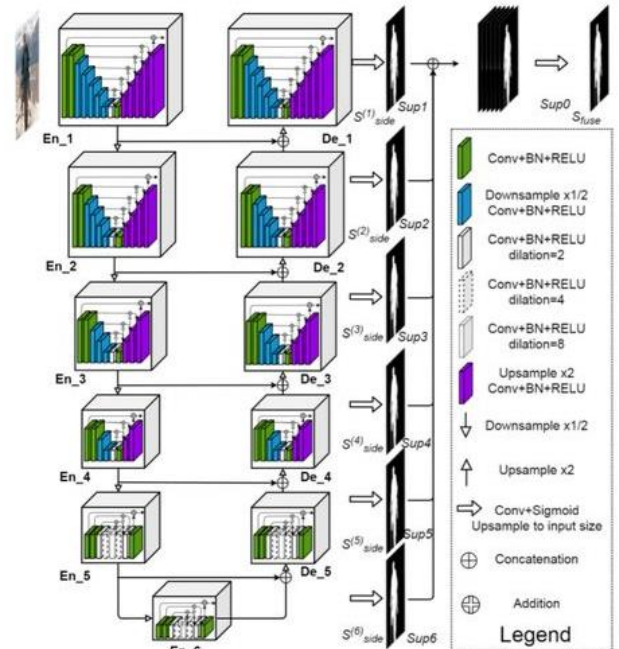 En_1
De_1
S(1)side
Sup1
Sup0
Sfuse
En_2
De_2
S(2)side
Sup2
En_3
De_3
S(3)side
Sup3
En_4
De_4
S(4)side
Sup4
En_5
De_5
S(5)side
Sup5
S(6)side
Sup6
Conv+BN+RELU
Downsample x1/2
Conv+BN+RELU
Conv+BN+RELU
dilation=2
Conv+BN+RELU
dilation=4
Conv+BN+RELU
dilation=8
Upsample x2
Conv+BN+RELU
Downsample x1/2
Upsample x2
Conv+Sigmoid
Upsample to input size
Concatenation
Addition
Legend